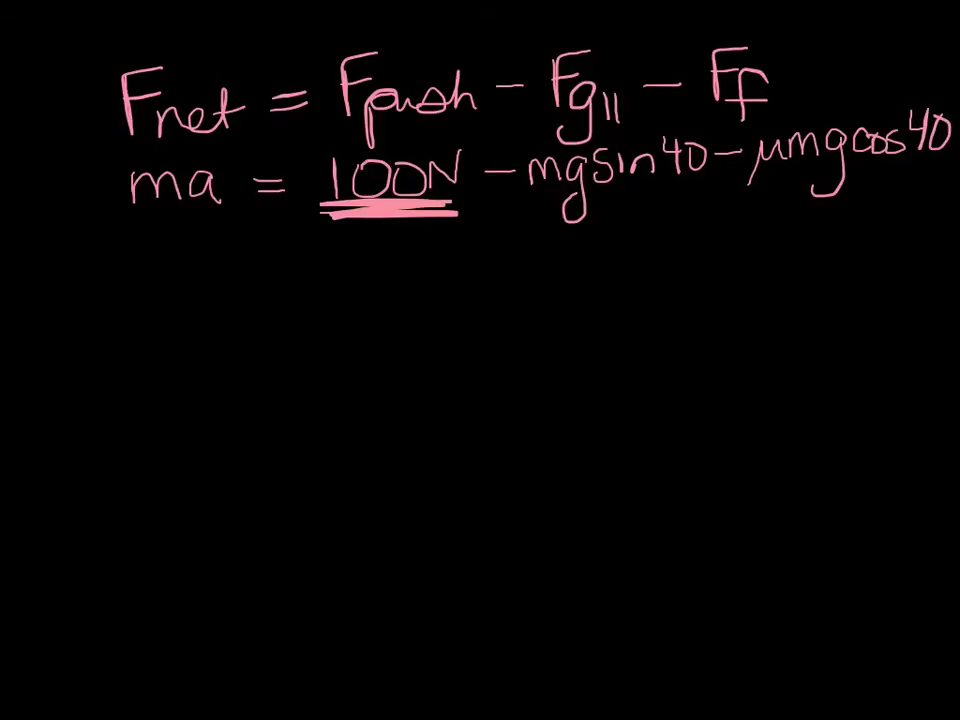 Fnet = Fpush - Fg|| - Ff
ma = 100N - mgsin40 - μmgcos40